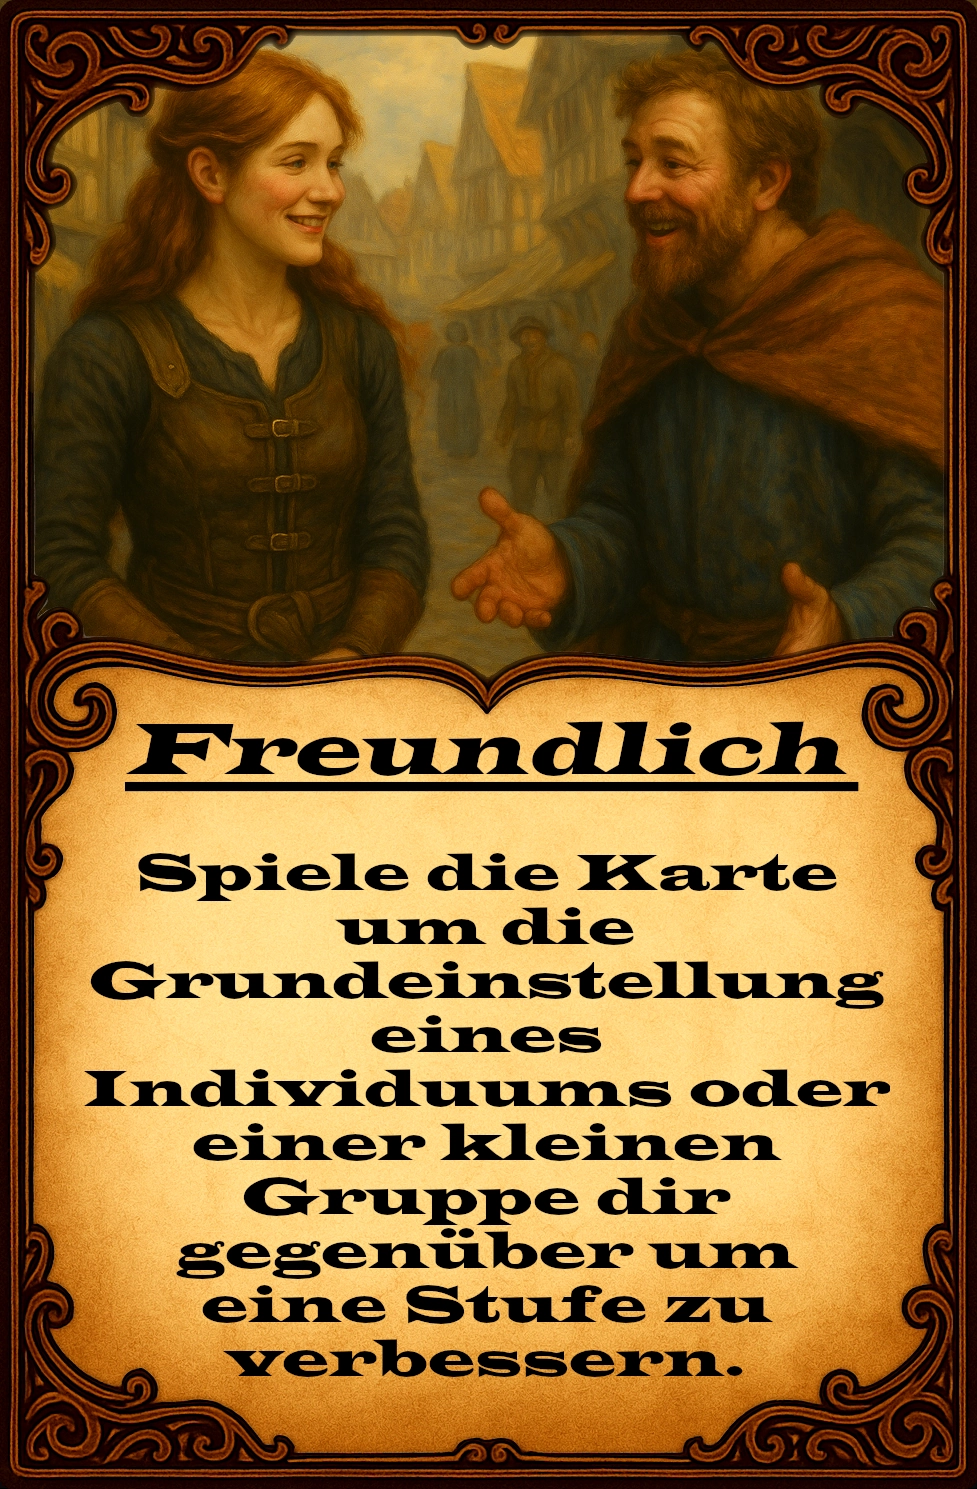 Freundlich
Spiele die Karte
um die
Grundeinstellung
eines
Individuums oder
einer kleinen
Gruppe dir
gegenüber um
eine Stufe zu
verbessern.